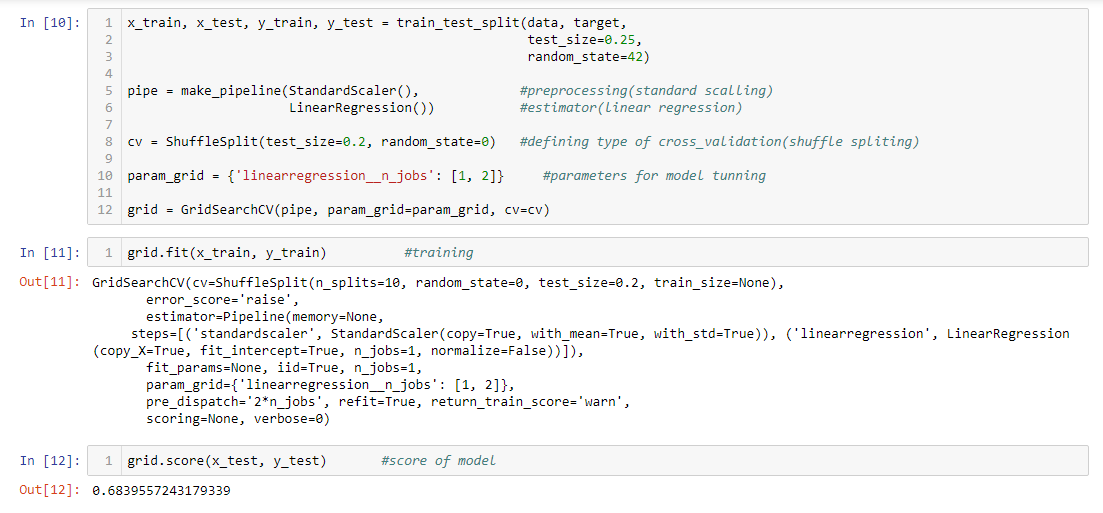 In [10]: 1 x_train, x_test, y_train, y_test = train_test_split(data, target,
2 test_size=0.25,
3 random_state=42)
4
5 pipe = make_pipeline(StandardScaler(), #preprocessing(standard scalling)
6 LinearRegression()) #estimator(linear regression)
7
8 cv = ShuffleSplit(test_size=0.2, random_state=0) #defining type of cross_validation(shuffle spliting)
9
10 param_grid = {'linearregression__n_jobs': [1, 2]} #parameters for model tunning
11
12 grid = GridSearchCV(pipe, param_grid=param_grid, cv=cv)
In [11]: 1 grid.fit(x_train, y_train) #training
Out[11]: GridSearchCV(cv=ShuffleSplit(n_splits=10, random_state=0, test_size=0.2, train_size=None),
error_score='raise',
estimator=Pipeline(memory=None,
steps=[('standardscaler', StandardScaler(copy=True, with_mean=True, with_std=True)), ('linearregression', LinearRegression
(copy_X=True, fit_intercept=True, n_jobs=1, normalize=False))]),
fit_params=None, iid=True, n_jobs=1,
param_grid={'linearregression__n_jobs': [1, 2]},
pre_dispatch='2*n_jobs', refit=True, return_train_score='warn',
scoring=None, verbose=0)
In [12]: 1 grid.score(x_test, y_test) #score of model
Out[12]: 0.6839557243179339